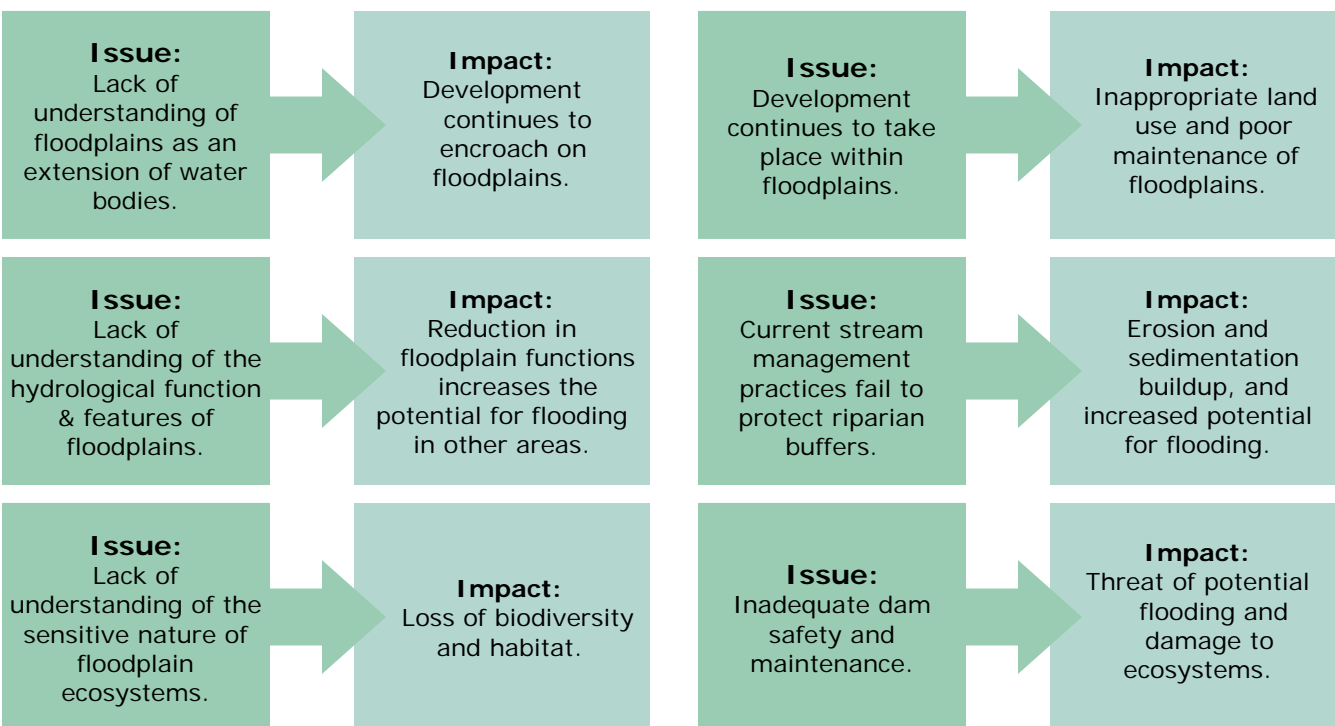 Issue:
Lack of
understanding of
floodplains as an
extension of water
bodies.
Impact:
Development
continues to
encroach on
floodplains.
Issue:
Development
continues to take
place within
floodplains.
Impact:
Inappropriate land
use and poor
maintenance of
floodplains.
Issue:
Lack of
understanding of the
hydrological function
& features of
floodplains.
Impact:
Reduction in
floodplain functions
increases the
potential for flooding
in other areas.
Issue:
Current stream
management
practices fail to
protect riparian
buffers.
Impact:
Erosion and
sedimentation
buildup, and
increased potential
for flooding.
Issue:
Lack of
understanding of the
sensitive nature of
floodplain
ecosystems.
Impact:
Loss of biodiversity
and habitat.
Issue:
Inadequate dam
safety and
maintenance.
Impact:
Threat of potential
flooding and
damage to
ecosystems.